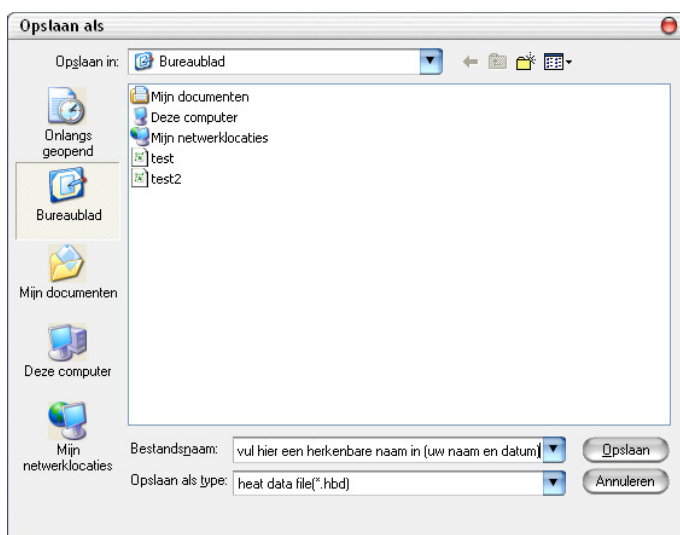 Opslaan als
Opslaan in:
Bureaublad
Onlangs
geopend
Bureaublad
Mijn documenten
Deze computer
Mijn
netwerklocaties
Mijn documenten
Deze computer
Mijn netwerklocaties
test
test2
Bestandsnaam:
vul hier een herkenbare naam in (uw naam en datum)
Opslaan
Opslaan als type:
heat data file(*.hbd)
Annuleren